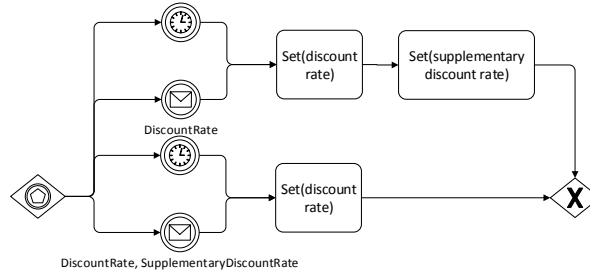 Set(discount
rate)
Set(supplementary
discount rate)
DiscountRate
Set(discount
rate)
X
DiscountRate, SupplementaryDiscountRate